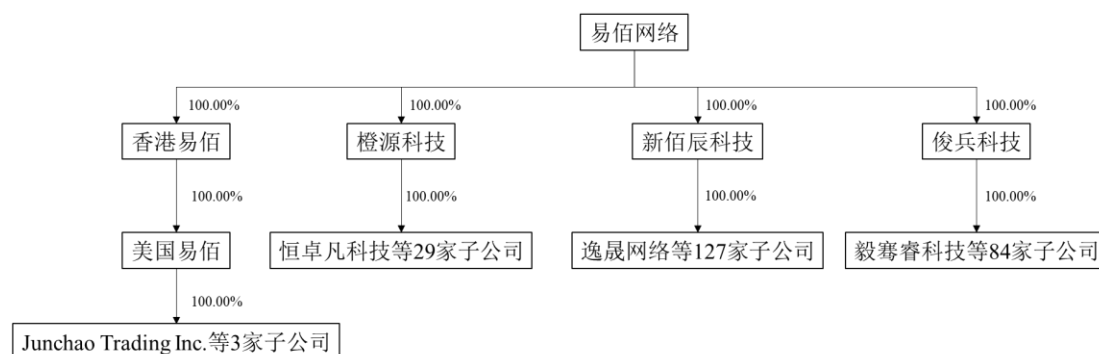 易佰网络
100.00%
100.00%
100.00%
100.00%
香港易佰
橙源科技
新佰辰科技
俊兵科技
100.00%
100.00%
100.00%
100.00%
美国易佰
恒卓凡科技等29家子公司
逸晟网络等127家子公司
毅骞睿科技等84家子公司
100.00%
Junchao Trading Inc.等3家子公司